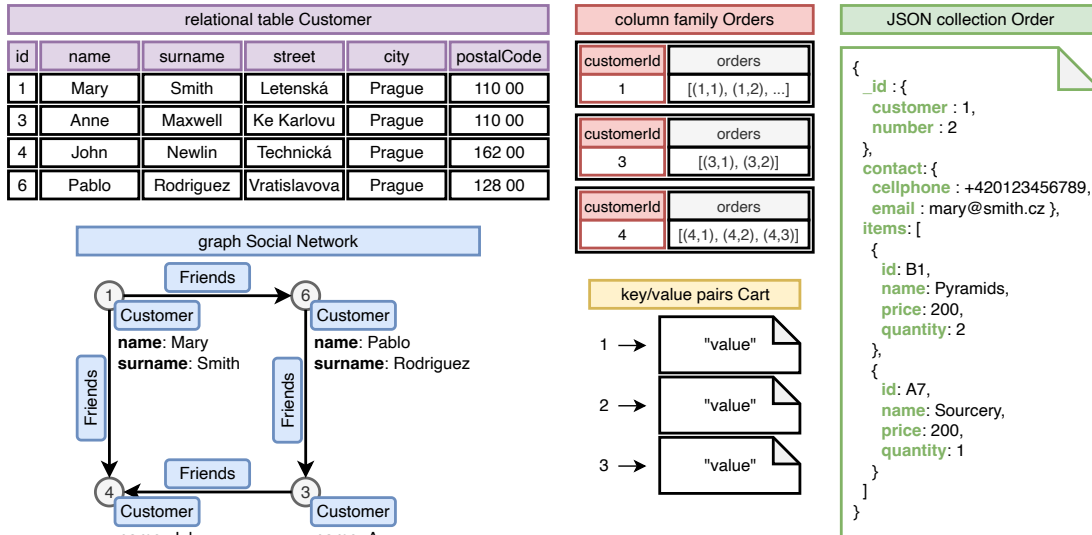 relational table Customer
id name surname street city postalCode
1 Mary Smith Letenská Prague 110 00
3 Anne Maxwell Ke Karlovu Prague 110 00
4 John Newlin Technická Prague 162 00
6 Pablo Rodriguez Vratislavova Prague 128 00
graph Social Network
Friends
1
6
Customer
Customer
name: Mary
name: Pablo
surname: Smith
surname: Rodriguez
Friends
Friends
Friends
4
3
Customer
Customer
column family Orders
customerId orders
1 [(1,1), (1,2), ...]
customerId orders
3 [(3,1), (3,2)]
customerId orders
4 [(4,1), (4,2), (4,3)]
key/value pairs Cart
1 "value"
2 "value"
3 "value"
JSON collection Order
{
_id : {
customer : 1,
number : 2
},
contact: {
cellphone : +420123456789,
email : mary@smith.cz },
items: [
{
id: B1,
name: Pyramids,
price: 200,
quantity: 2
},
{
id: A7,
name: Sourcery,
price: 200,
quantity: 1
}
]
}